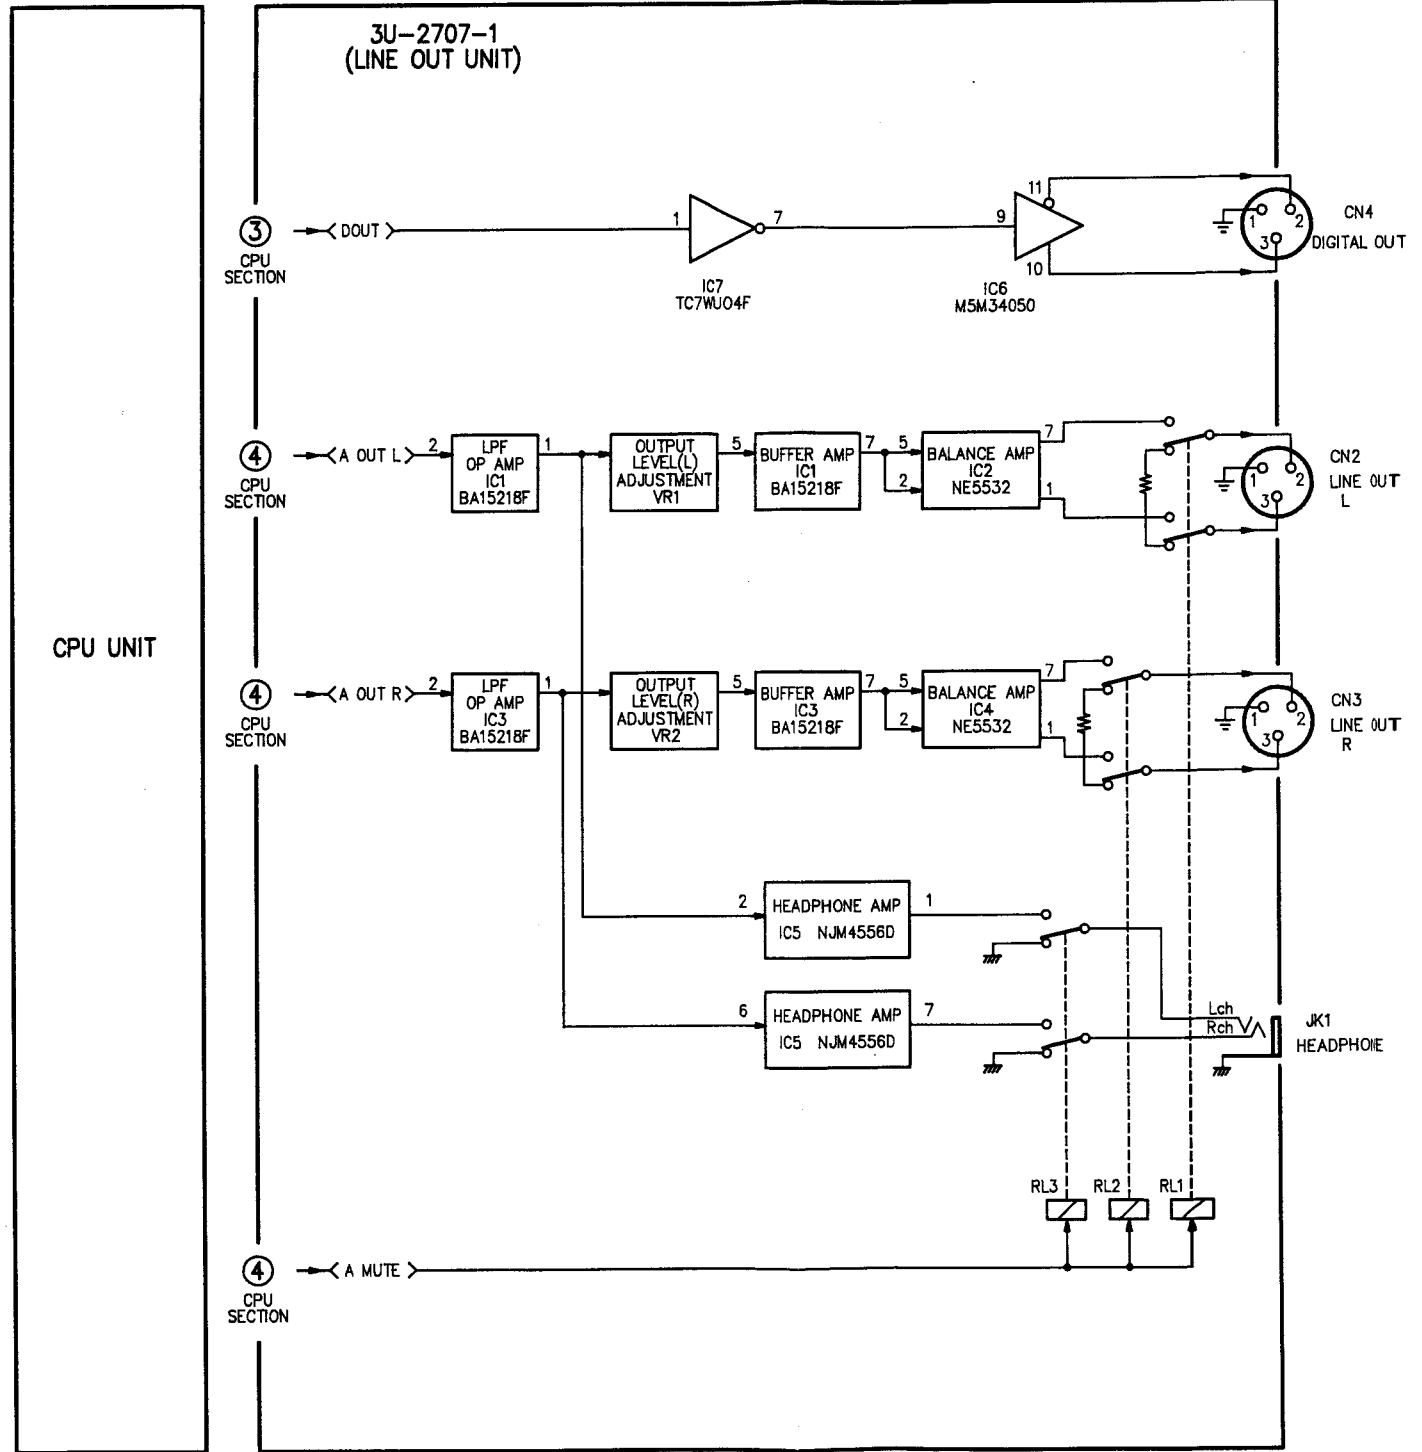 3U-2707-1
(LINE OUT UNIT)
CPU UNIT
3
CPU
SECTION
DOUT
1
7
IC7
TC7WU04F
9
11
10
IC6
M5M34050
1
2
3
CN4
DIGITAL OUT
4
CPU
SECTION
A OUT L
2
LPF
OP AMP
IC1
BA15218F
1
OUTPUT
LEVEL(L)
ADJUSTMENT
VR1
5
BUFFER AMP
IC1
BA15218F
7
5
2
BALANCE AMP
IC2
NE5532
7
1
1
2
3
CN2
LINE OUT
L
4
CPU
SECTION
A OUT R
2
LPF
OP AMP
IC3
BA15218F
1
OUTPUT
LEVEL(R)
ADJUSTMENT
VR2
5
BUFFER AMP
IC3
BA15218F
7
5
2
BALANCE AMP
IC4
NE5532
7
1
1
2
3
CN3
LINE OUT
R
2
HEADPHONE AMP
IC5 NJM4556D
1
6
HEADPHONE AMP
IC5 NJM4556D
7
Lch
Rch
JK1
HEADPHONE
RL3
RL2
RL1
4
CPU
SECTION
A MUTE